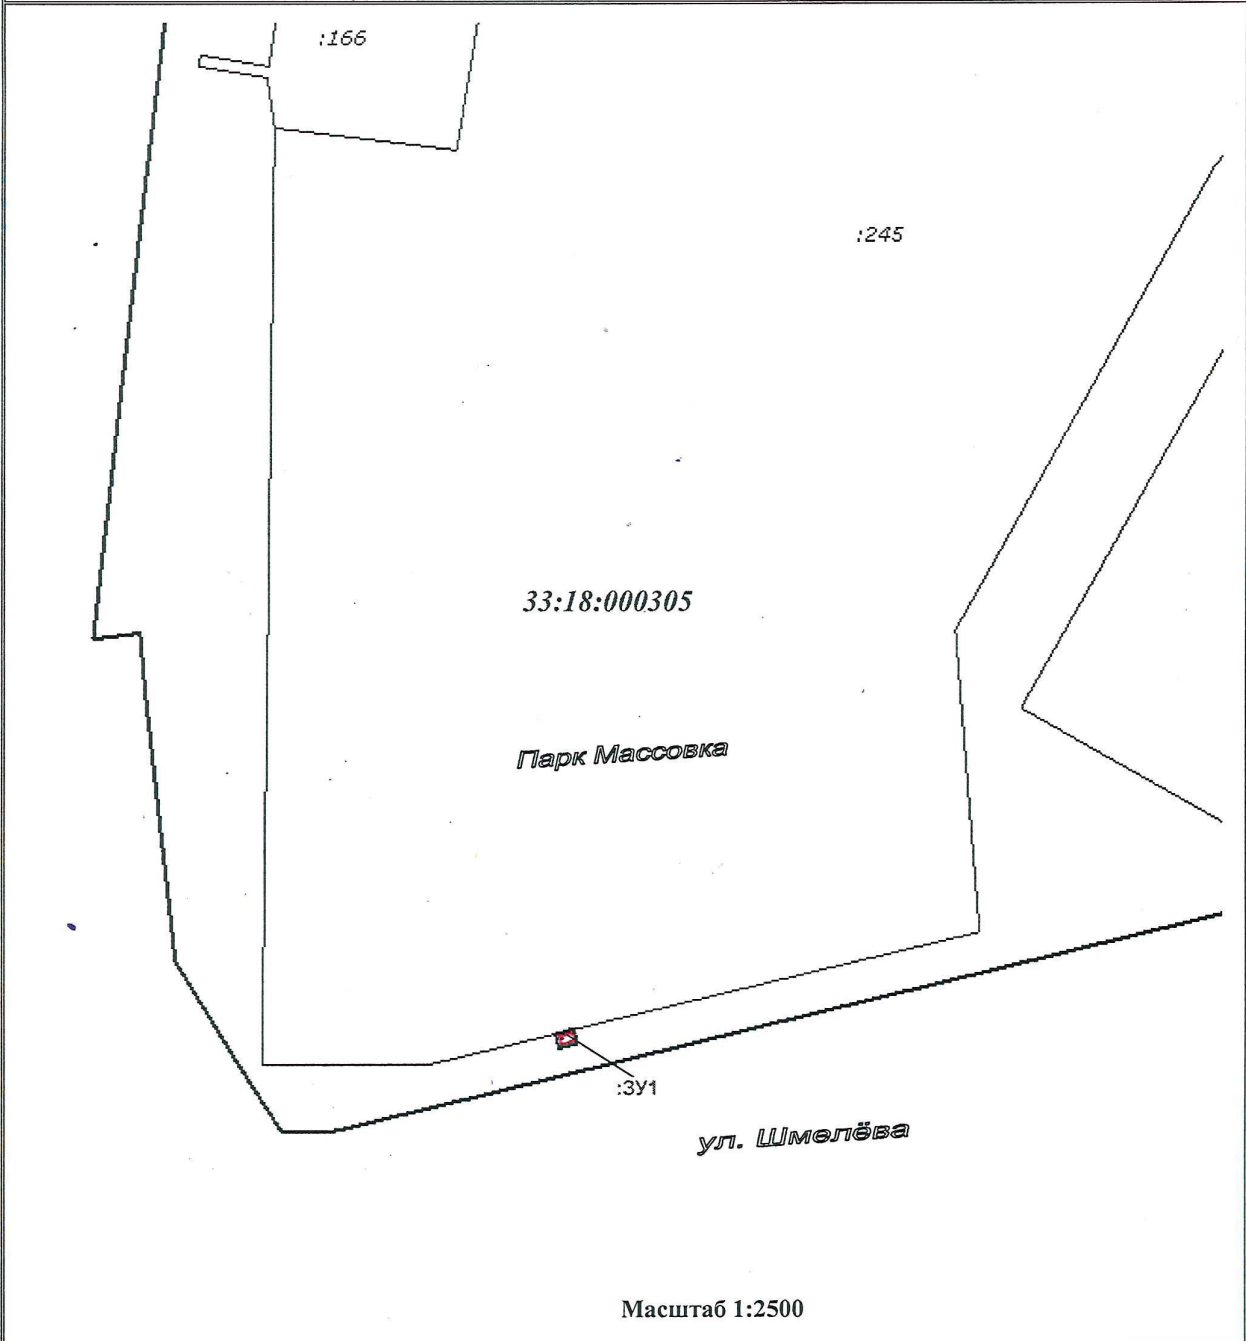 :166
:245
33:18:000305
Парк Массовка
:ЗУ1
ул. Шмелёва
Масштаб 1:2500